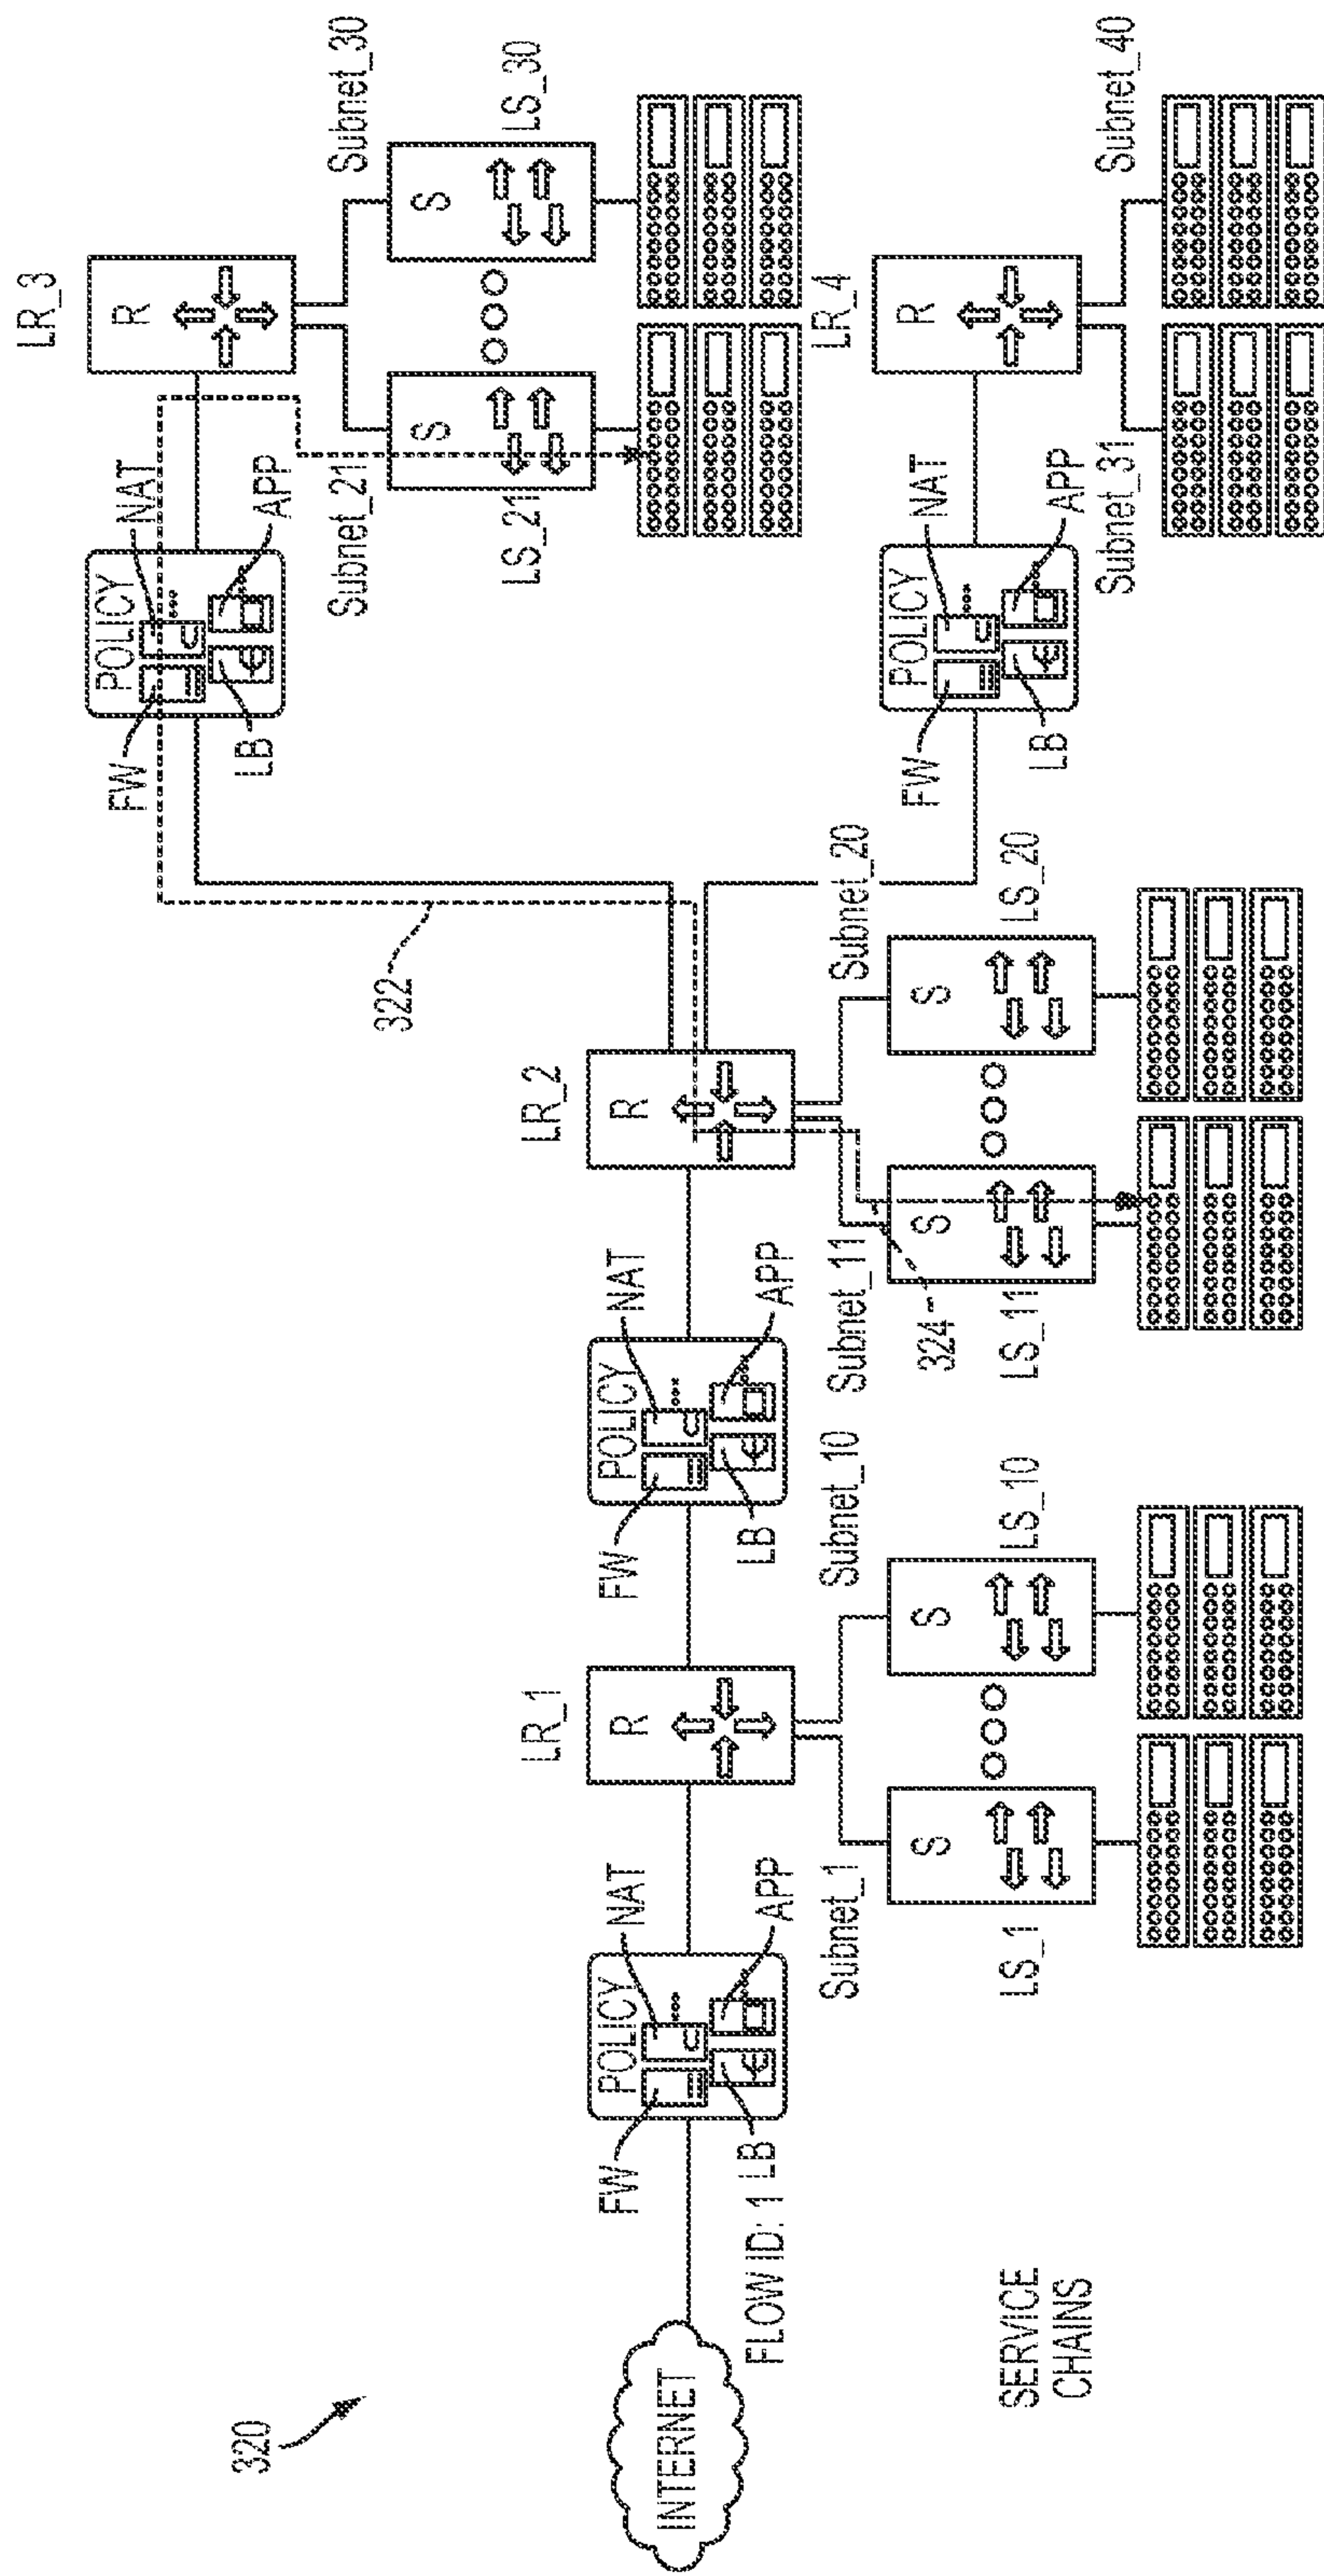 320
INTERNET
FLOW ID: 1
SERVICE
CHAINS
POLICY
FW
NAT
LB
APP
LR_1
R
Subnet_1
Subnet_10
S
LS_1
S
LS_10
POLICY
FW
NAT
LB
APP
LR_2
R
Subnet_11
Subnet_20
324
S
LS_11
S
LS_20
322
POLICY
FW
NAT
LB
APP
LR_3
R
Subnet_21
Subnet_30
S
LS_21
S
LS_30
POLICY
FW
NAT
LB
APP
LR_4
R
Subnet_31
Subnet_40